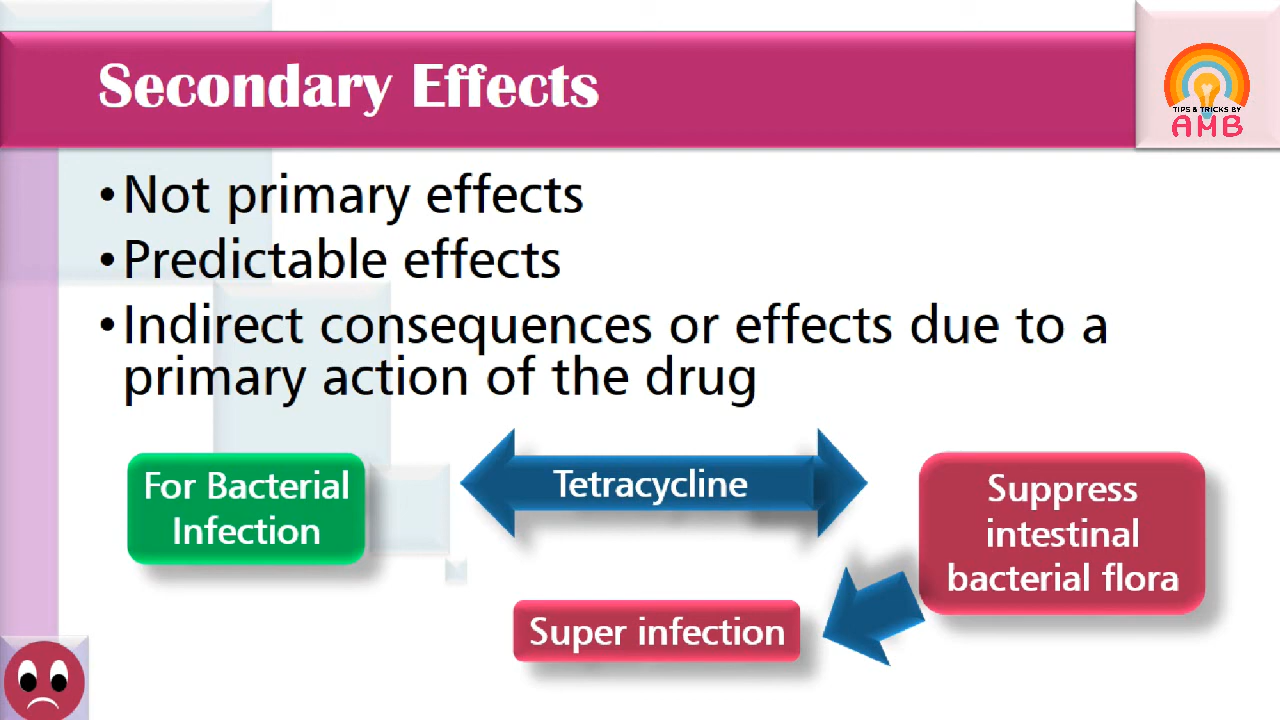 Secondary Effects
TIPS & TRICKS BY
AMB
•Not primary effects
•Predictable effects
•Indirect consequences or effects due to a
primary action of the drug
For Bacterial
Infection
Tetracycline
Suppress
intestinal
bacterial flora
Super infection